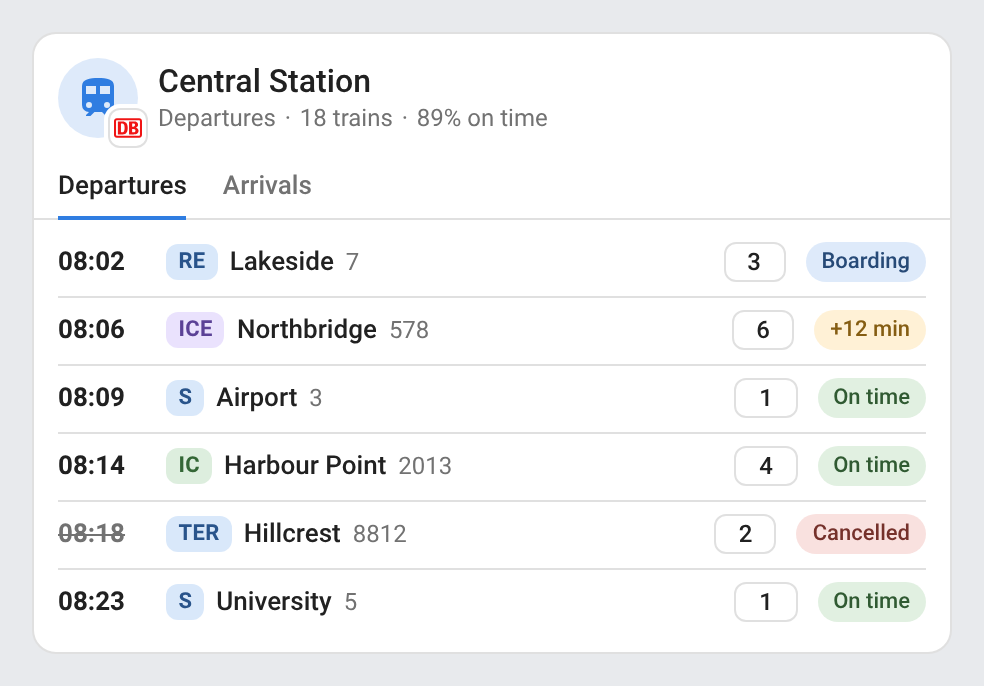 Central Station
DB
Departures · 18 trains · 89% on time
Departures Arrivals
08:02 RE Lakeside 7 3 Boarding
08:06 ICE Northbridge 578 6 +12 min
08:09 S Airport 3 1 On time
08:14 IC Harbour Point 2013 4 On time
08:18 TER Hillcrest 8812 2 Cancelled
08:23 S University 5 1 On time